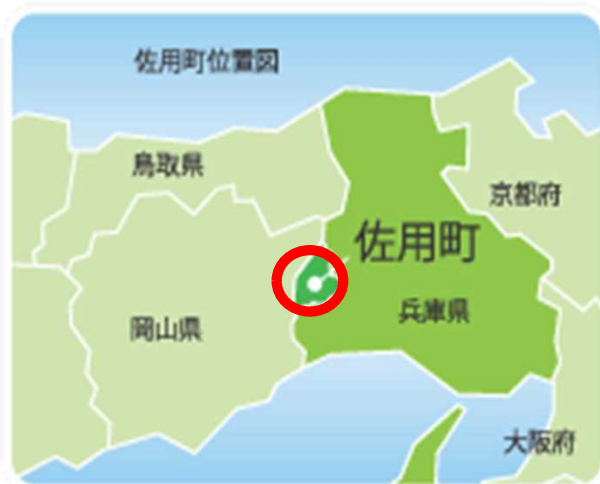 佐用町位置図
鳥取県
京都府
佐用町
兵庫県
岡山県
大阪府